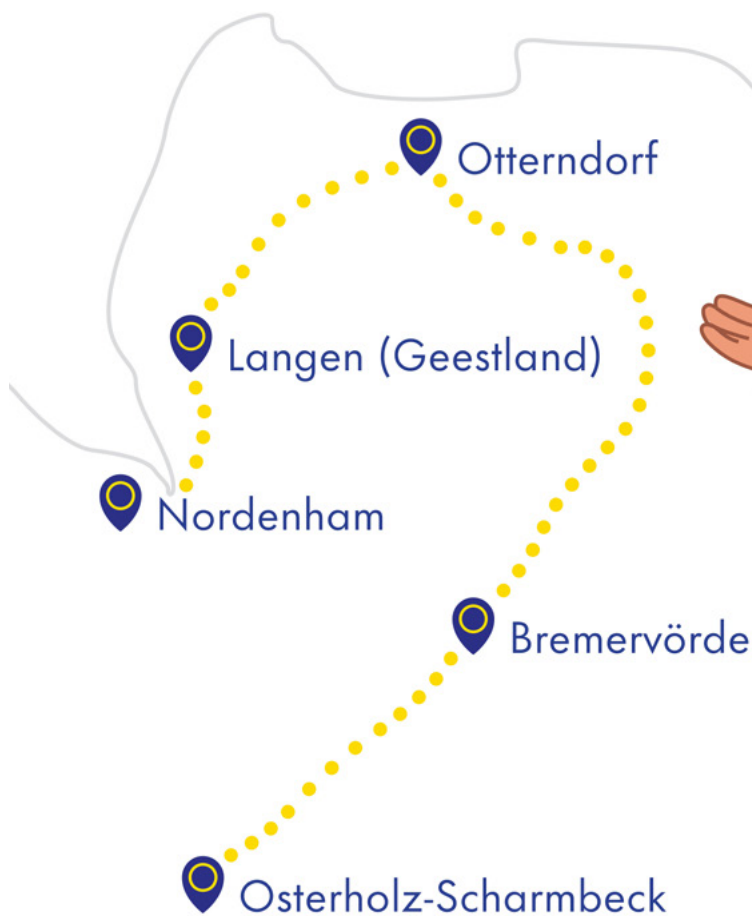 Otterndorf
Langen (Geestland)
Nordenham
Bremervörde
Osterholz-Scharmbeck